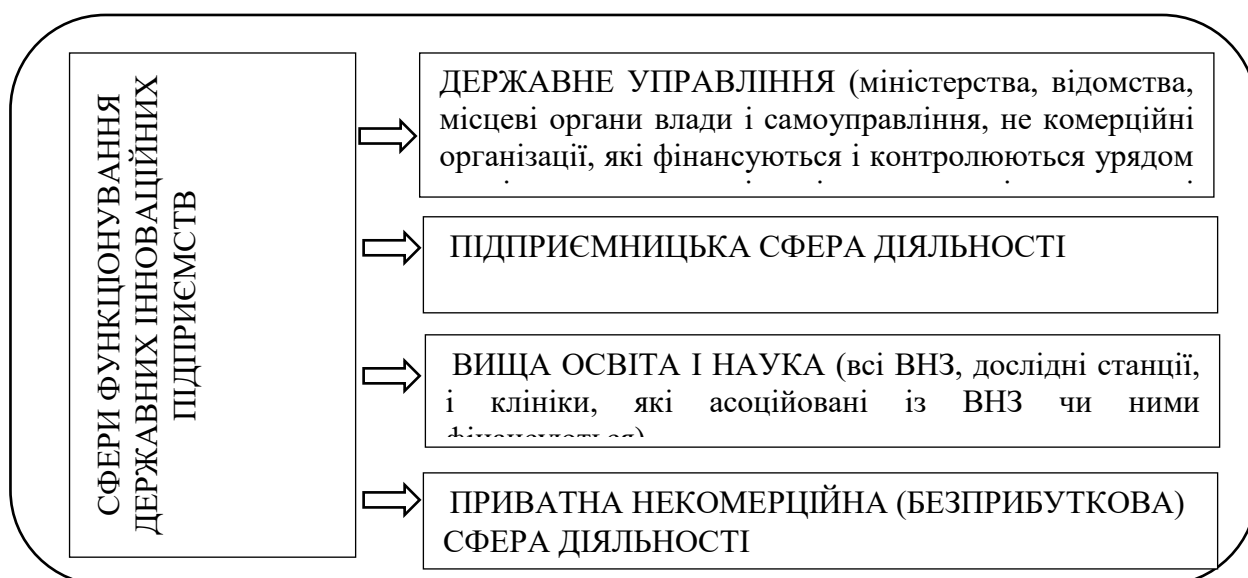 СФЕРИ ФУНКЦІОНУВАННЯ
ДЕРЖАВНИХ ІННОВАЦІЙНИХ
ПІДПРИЄМСТВ
ДЕРЖАВНЕ УПРАВЛІННЯ (міністерства, відомства,
місцеві органи влади і самоуправління, не комерційні
організації, які фінансуються і контролюються урядом
ПІДПРИЄМНИЦЬКА СФЕРА ДІЯЛЬНОСТІ
ВИЩА ОСВІТА І НАУКА (всі ВНЗ, дослідні станції,
і клініки, які асоційовані із ВНЗ чи ними
фінансуються)
ПРИВАТНА НЕКОМЕРЦІЙНА (БЕЗПРИБУТКОВА)
СФЕРА ДІЯЛЬНОСТІ